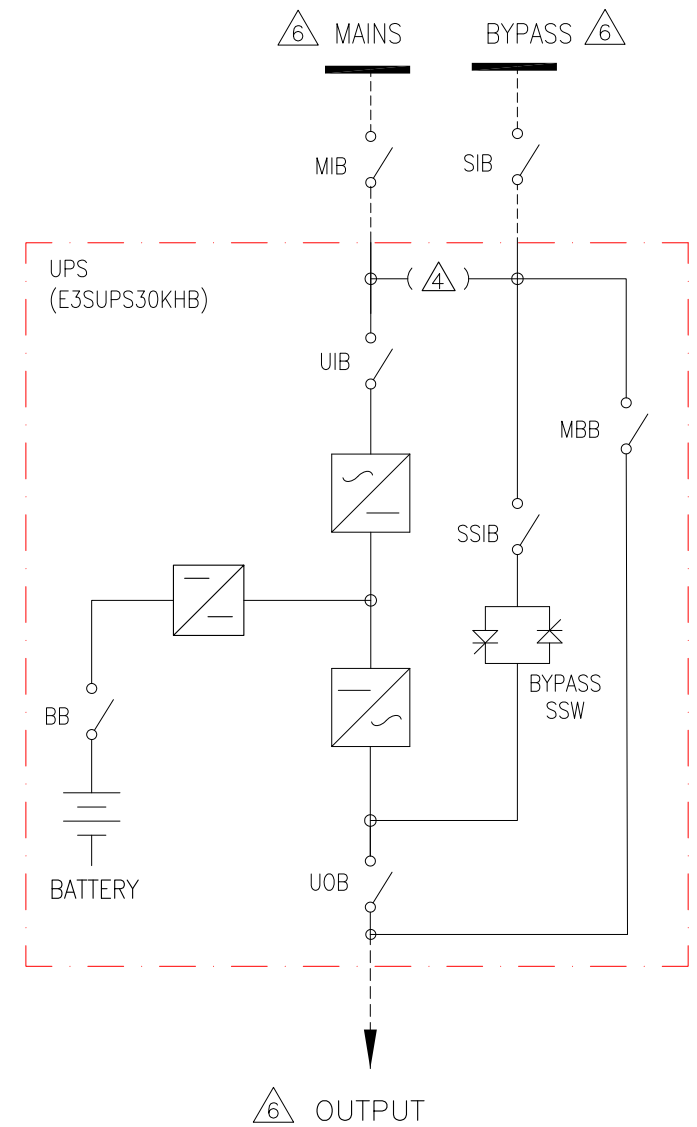 6 MAINS
BYPASS 6
MIB
SIB
UPS
(E3SUPS30KHB)
( 4 )
UIB
MBB
SSIB
BYPASS
SSW
BB
BATTERY
UOB
6 OUTPUT